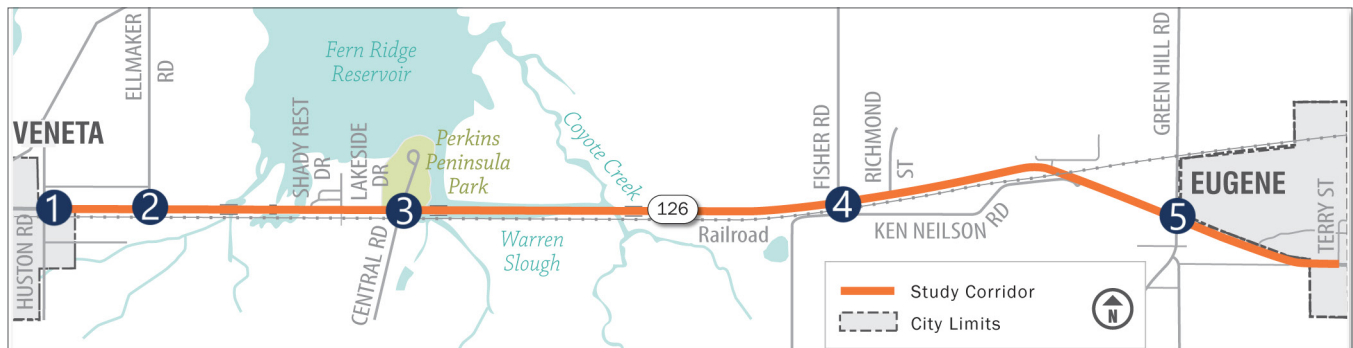 ELLMAKER
RD
Fern Ridge
Reservoir
VENETA
SHADY REST
DR
LAKESIDE
DR
Perkins
Peninsula
Park
Coyote Creek
FISHER RD
RICHMOND
ST
GREEN HILL RD
EUGENE
TERRY ST
1
2
3
126
4
5
HUSTON RD
CENTRAL RD
Warren
Slough
Railroad
KEN NEILSON
RD
Study Corridor
City Limits
N